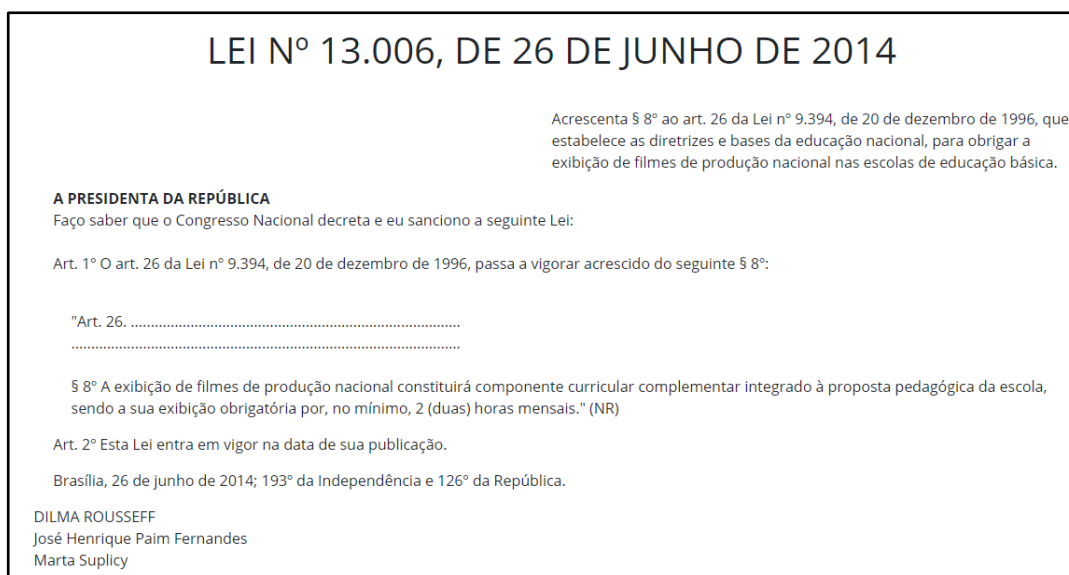 LEI Nº 13.006, DE 26 DE JUNHO DE 2014
Acrescenta § 8º ao art. 26 da Lei nº 9.394, de 20 de dezembro de 1996, que
estabelece as diretrizes e bases da educação nacional, para obrigar a
exibição de filmes de produção nacional nas escolas de educação básica.
A PRESIDENTA DA REPÚBLICA
Faço saber que o Congresso Nacional decreta e eu sanciono a seguinte Lei:
Art. 1º O art. 26 da Lei nº 9.394, de 20 de dezembro de 1996, passa a vigorar acrescido do seguinte § 8º:
"Art. 26. ...................................................................................
..................................................................................................
§ 8º A exibição de filmes de produção nacional constituirá componente curricular complementar integrado à proposta pedagógica da escola,
sendo a sua exibição obrigatória por, no mínimo, 2 (duas) horas mensais." (NR)
Art. 2º Esta Lei entra em vigor na data de sua publicação.
Brasília, 26 de junho de 2014; 193º da Independência e 126º da República.
DILMA ROUSSEFF
José Henrique Paim Fernandes
Marta Suplicy